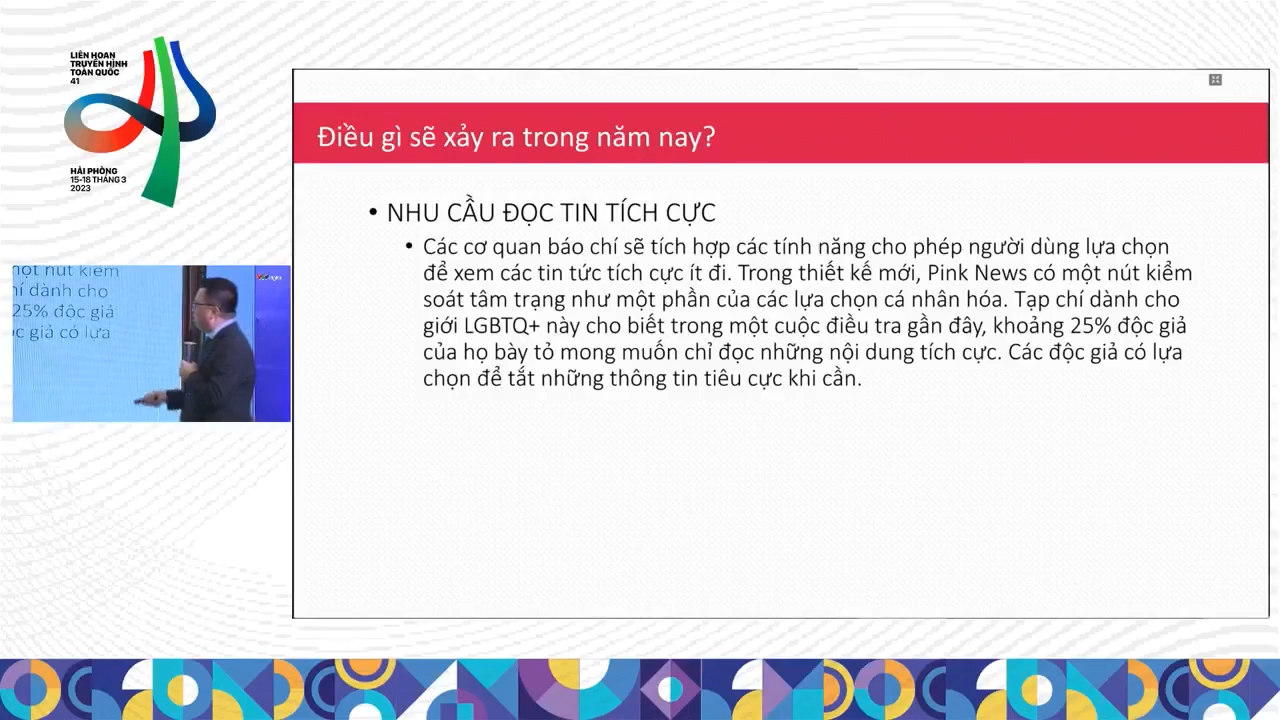 LIÊN HOAN
TRUYỀN HÌNH
TOÀN QUỐC
41
HẢI PHÒNG
15-18 THÁNG 3
2023
Điều gì sẽ xảy ra trong năm nay?
• NHU CẦU ĐỌC TIN TÍCH CỰC
• Các cơ quan báo chí sẽ tích hợp các tính năng cho phép người dùng lựa chọn
để xem các tin tức tích cực ít đi. Trong thiết kế mới, Pink News có một nút kiểm
soát tâm trạng như một phần của các lựa chọn cá nhân hóa. Tạp chí dành cho
giới LGBTQ+ này cho biết trong một cuộc điều tra gần đây, khoảng 25% độc giả
của họ bày tỏ mong muốn chỉ đọc những nội dung tích cực. Các độc giả có lựa
chọn để tắt những thông tin tiêu cực khi cần.
một nút kiểm
hí dành cho
25% độc giả
ộc giả có lựa